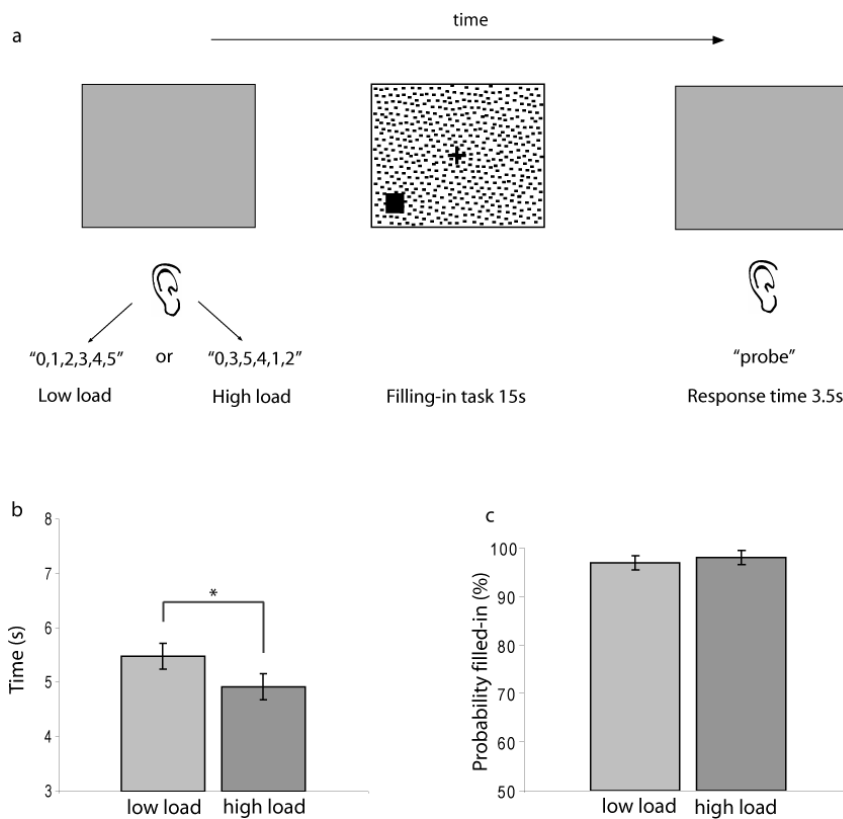 a
time
“0,1,2,3,4,5” or “0,3,5,4,1,2” “probe”
Low load High load Filling-in task 15s Response time 3.5s
b
8
7
6
5
4
3
Time (s)
*
low load high load
c
100
90
80
70
60
50
Probability filled-in (%)
low load high load